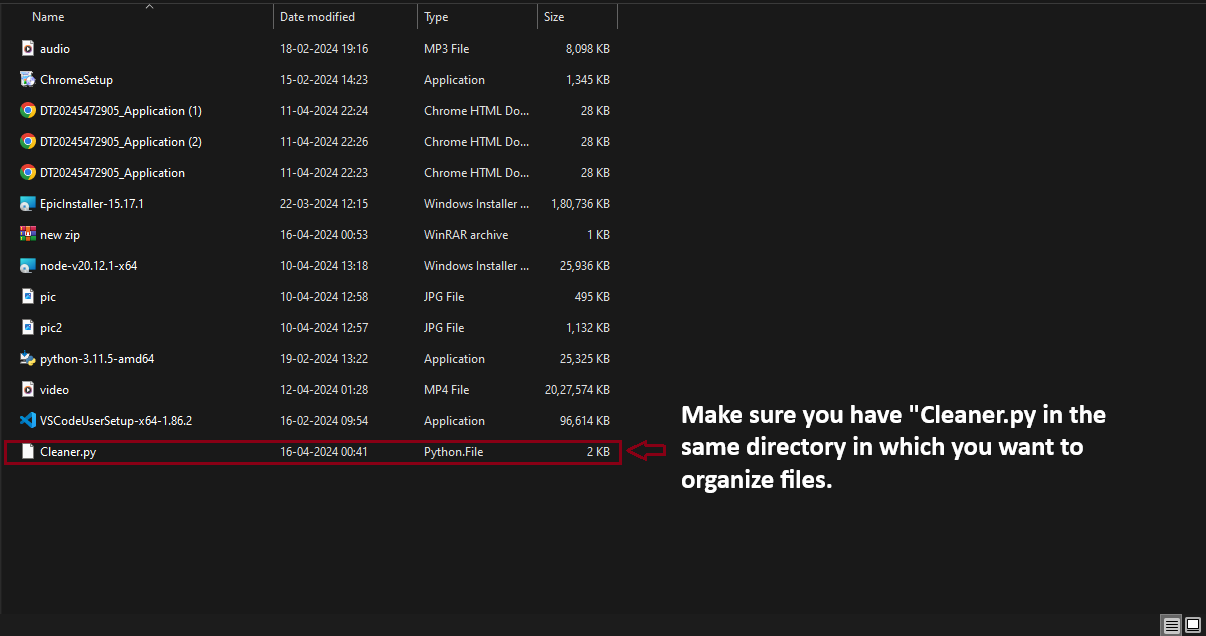 Name Date modified Type Size
audio 18-02-2024 19:16 MP3 File 8,098 KB
ChromeSetup 15-02-2024 14:23 Application 1,345 KB
DT20245472905_Application (1) 11-04-2024 22:24 Chrome HTML Do... 28 KB
DT20245472905_Application (2) 11-04-2024 22:26 Chrome HTML Do... 28 KB
DT20245472905_Application 11-04-2024 22:23 Chrome HTML Do... 28 KB
EpicInstaller-15.17.1 22-03-2024 12:15 Windows Installer ... 1,80,736 KB
new zip 16-04-2024 00:53 WinRAR archive 1 KB
node-v20.12.1-x64 10-04-2024 13:18 Windows Installer ... 25,936 KB
pic 10-04-2024 12:58 JPG File 495 KB
pic2 10-04-2024 12:57 JPG File 1,132 KB
python-3.11.5-amd64 19-02-2024 13:22 Application 25,325 KB
video 12-04-2024 01:28 MP4 File 20,27,574 KB
VSCodeUserSetup-x64-1.86.2 16-02-2024 09:54 Application 96,614 KB
Cleaner.py 16-04-2024 00:41 Python.File 2 KB
Make sure you have "Cleaner.py in the
same directory in which you want to
organize files.